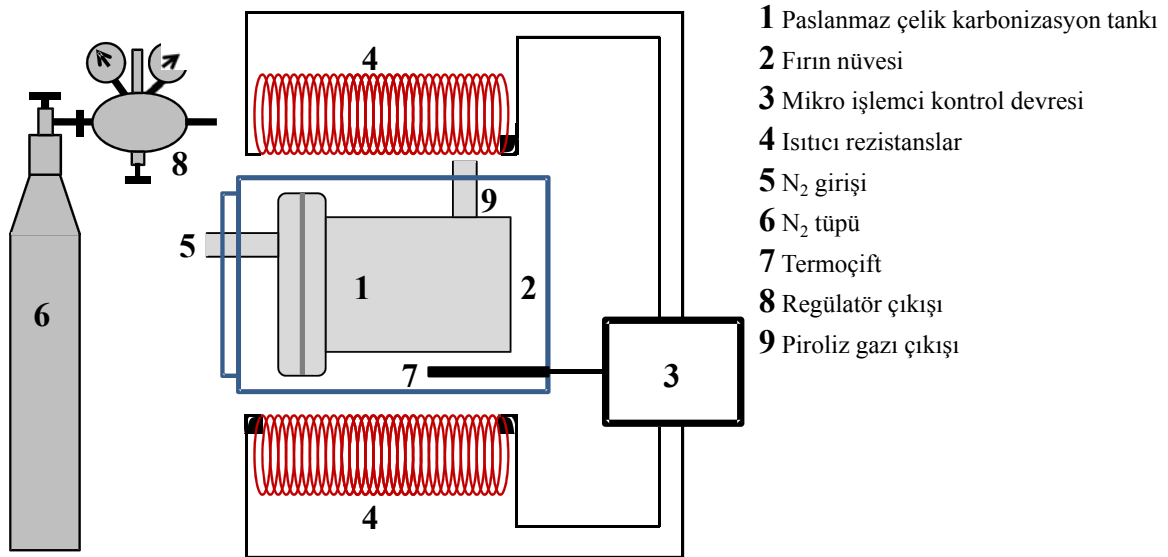 1 Paslanmaz çelik karbonizasyon tankı
2 Fırın nüvesi
3 Mikro işlemci kontrol devresi
4 Isıtıcı rezistanslar
5 N₂ girişi
6 N₂ tüpü
7 Termoçift
8 Regülatör çıkışı
9 Piroliz gazı çıkışı
4
8
9
5
1
2
6
7
3
4